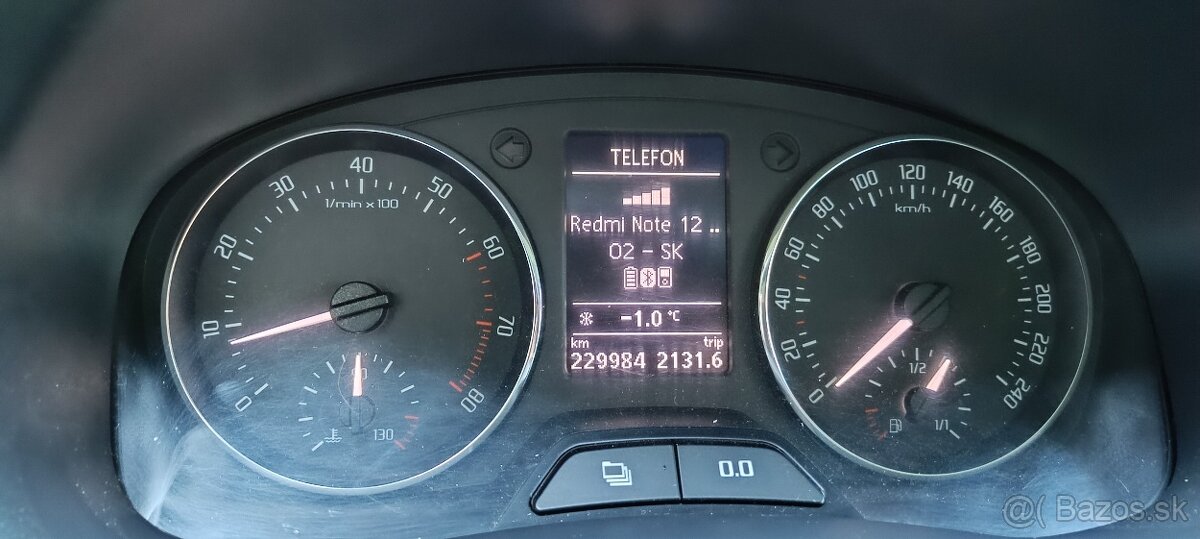 TELEFON
Redmi Note 12 ..
O2 - SK
-1.0 °C
km trip
229984 2131.6
0 10 20 30 40 50 60 70 80
1/min x 100
130
0 20 40 60 80 100 120 140 160 180 200 220 240
km/h
1/2
1/1
0.0
@( Bazos.sk